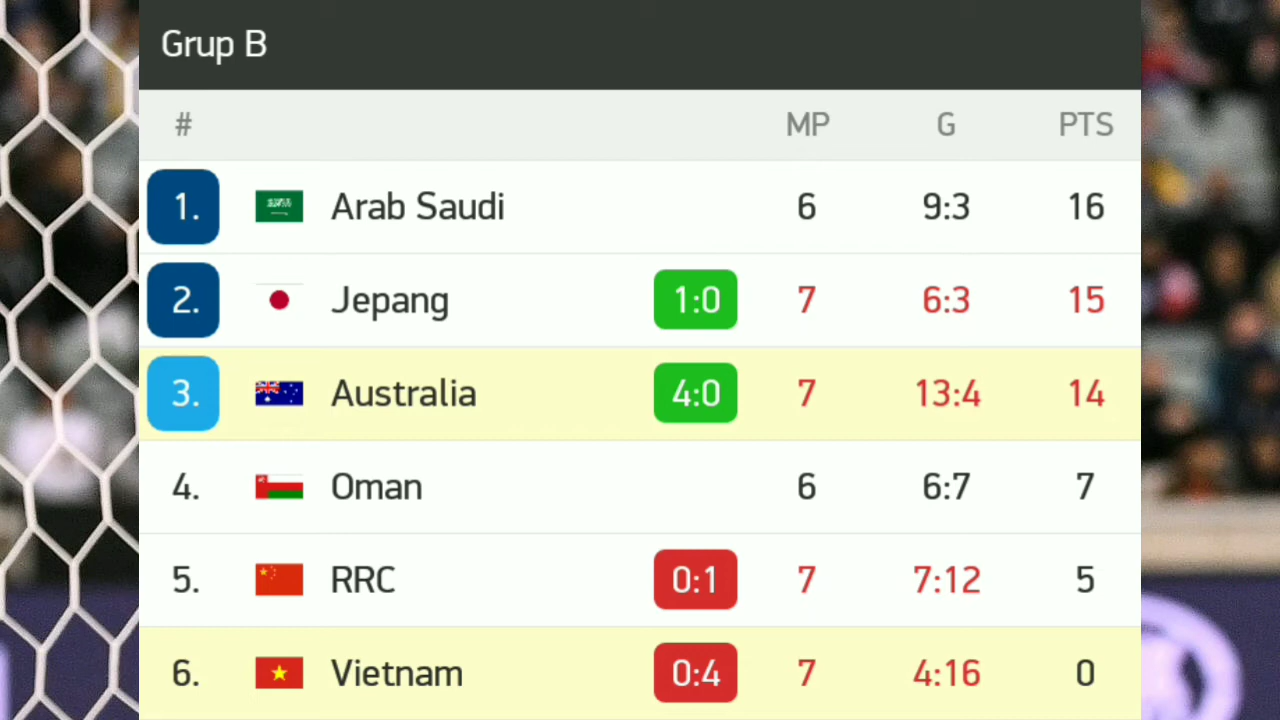 Grup B
# MP G PTS
1. Arab Saudi 6 9:3 16
2. Jepang 1:0 7 6:3 15
3. Australia 4:0 7 13:4 14
4. Oman 6 6:7 7
5. RRC 0:1 7 7:12 5
6. Vietnam 0:4 7 4:16 0